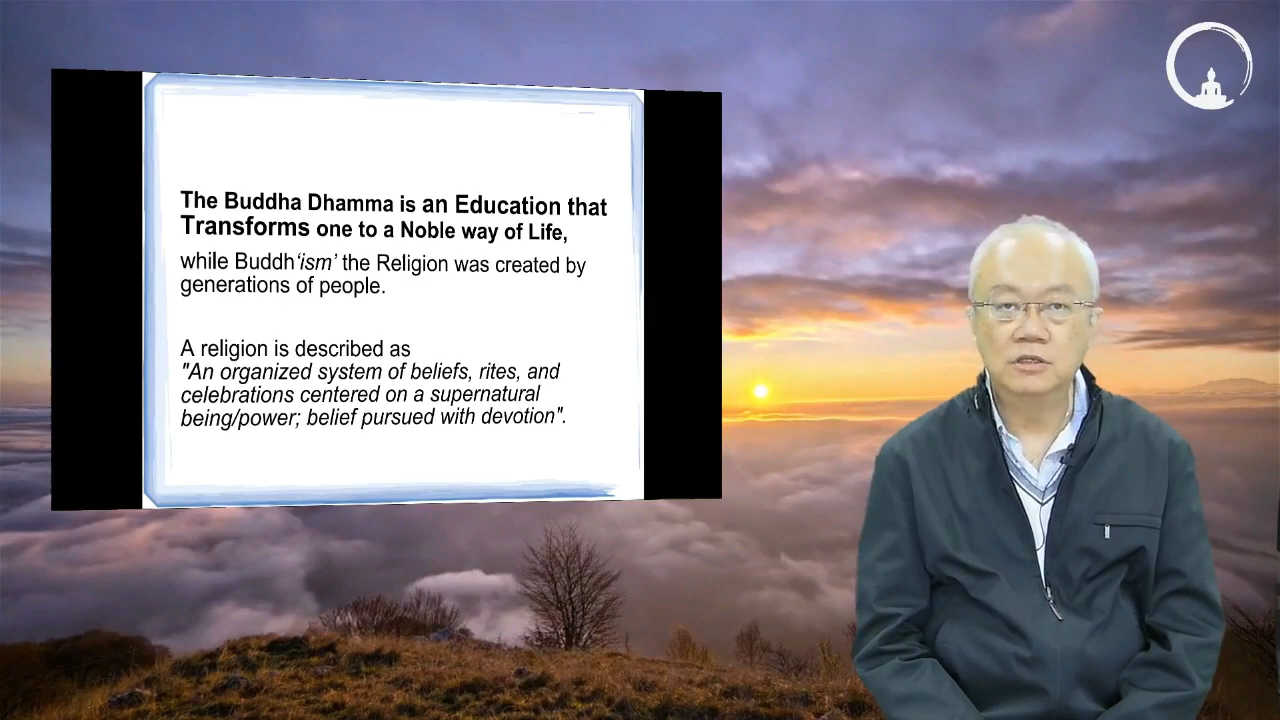 The Buddha Dhamma is an Education that
Transforms one to a Noble way of Life,
while Buddh‘ism’ the Religion was created by
generations of people.
A religion is described as
"An organized system of beliefs, rites, and
celebrations centered on a supernatural
being/power; belief pursued with devotion".